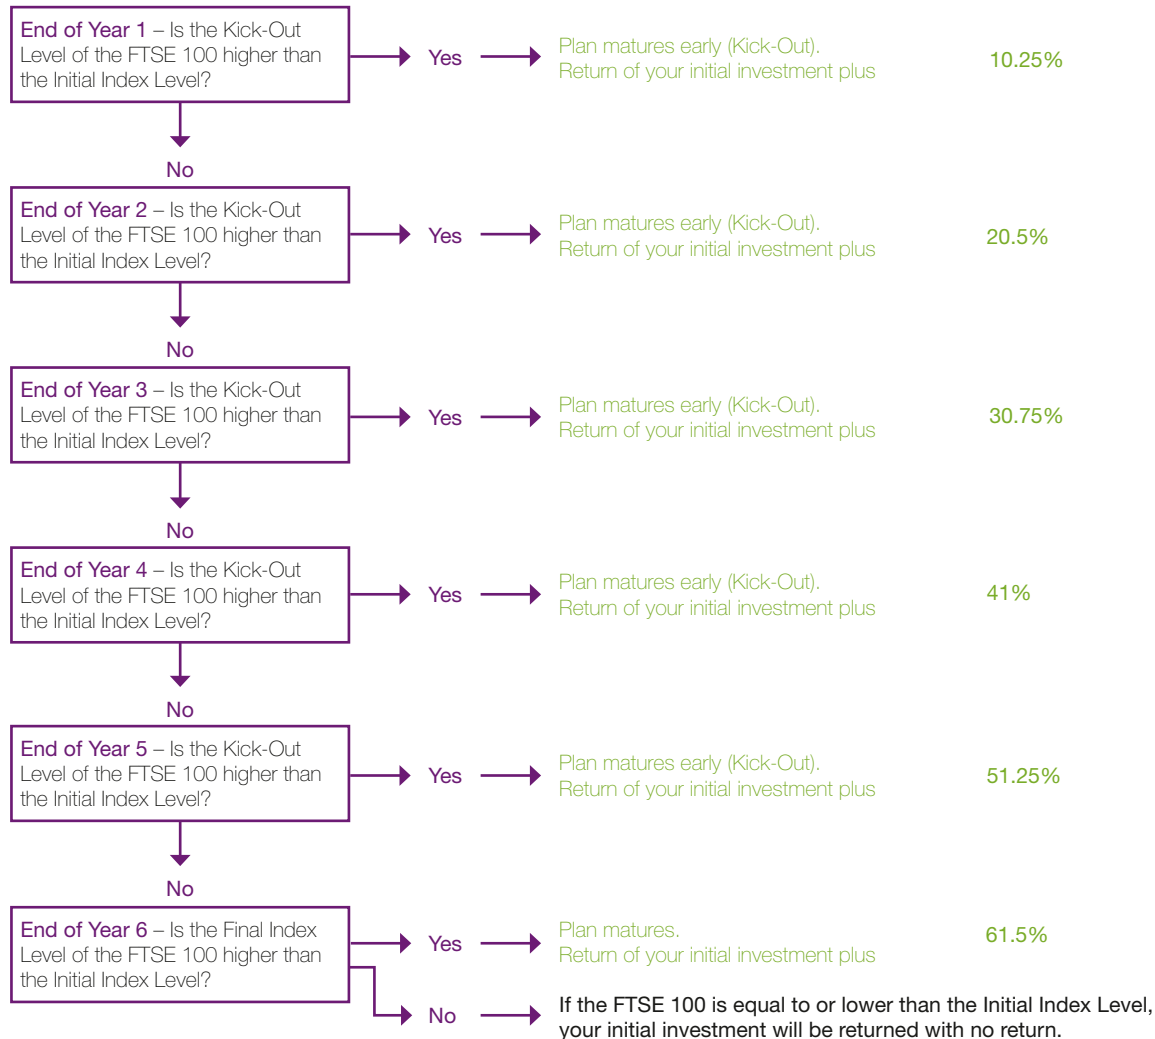 End of Year 1 – Is the Kick-Out
Level of the FTSE 100 higher than
the Initial Index Level?
Yes
Plan matures early (Kick-Out).
Return of your initial investment plus
10.25%
No
End of Year 2 – Is the Kick-Out
Level of the FTSE 100 higher than
the Initial Index Level?
Yes
Plan matures early (Kick-Out).
Return of your initial investment plus
20.5%
No
End of Year 3 – Is the Kick-Out
Level of the FTSE 100 higher than
the Initial Index Level?
Yes
Plan matures early (Kick-Out).
Return of your initial investment plus
30.75%
No
End of Year 4 – Is the Kick-Out
Level of the FTSE 100 higher than
the Initial Index Level?
Yes
Plan matures early (Kick-Out).
Return of your initial investment plus
41%
No
End of Year 5 – Is the Kick-Out
Level of the FTSE 100 higher than
the Initial Index Level?
Yes
Plan matures early (Kick-Out).
Return of your initial investment plus
51.25%
No
End of Year 6 – Is the Final Index
Level of the FTSE 100 higher than
the Initial Index Level?
Yes
Plan matures.
Return of your initial investment plus
61.5%
No
If the FTSE 100 is equal to or lower than the Initial Index Level,
your initial investment will be returned with no return.